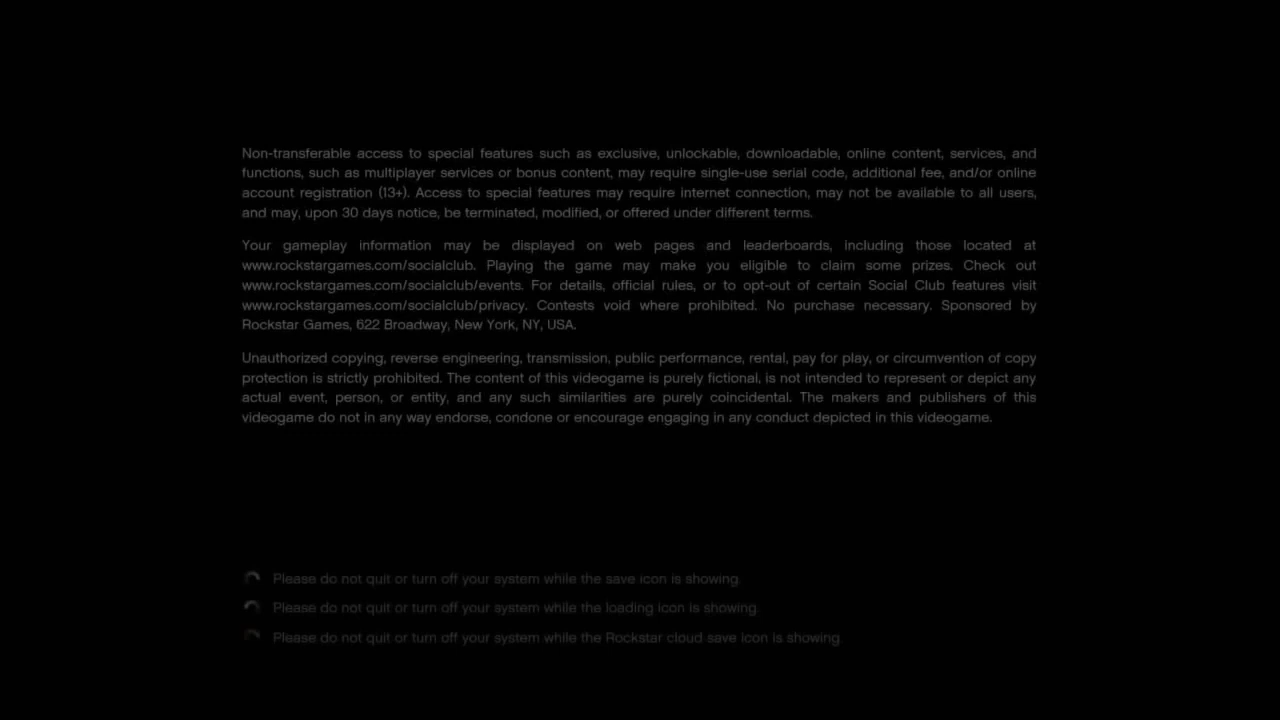 Non-transferable access to special features such as exclusive, unlockable, downloadable, online content, services, and
functions, such as multiplayer services or bonus content, may require single-use serial code, additional fee, and/or online
account registration (13+). Access to special features may require internet connection, may not be available to all users,
and may, upon 30 days notice, be terminated, modified, or offered under different terms.
Your gameplay information may be displayed on web pages and leaderboards, including those located at
www.rockstargames.com/socialclub. Playing the game may make you eligible to claim some prizes. Check out
www.rockstargames.com/socialclub/events. For details, official rules, or to opt-out of certain Social Club features visit
www.rockstargames.com/socialclub/privacy. Contests void where prohibited. No purchase necessary. Sponsored by
Rockstar Games, 622 Broadway, New York, NY, USA.
Unauthorized copying, reverse engineering, transmission, public performance, rental, pay for play, or circumvention of copy
protection is strictly prohibited. The content of this videogame is purely fictional, is not intended to represent or depict any
actual event, person, or entity, and any such similarities are purely coincidental. The makers and publishers of this
videogame do not in any way endorse, condone or encourage engaging in any conduct depicted in this videogame.
Please do not quit or turn off your system while the save icon is showing.
Please do not quit or turn off your system while the loading icon is showing.
Please do not quit or turn off your system while the Rockstar cloud save icon is showing.